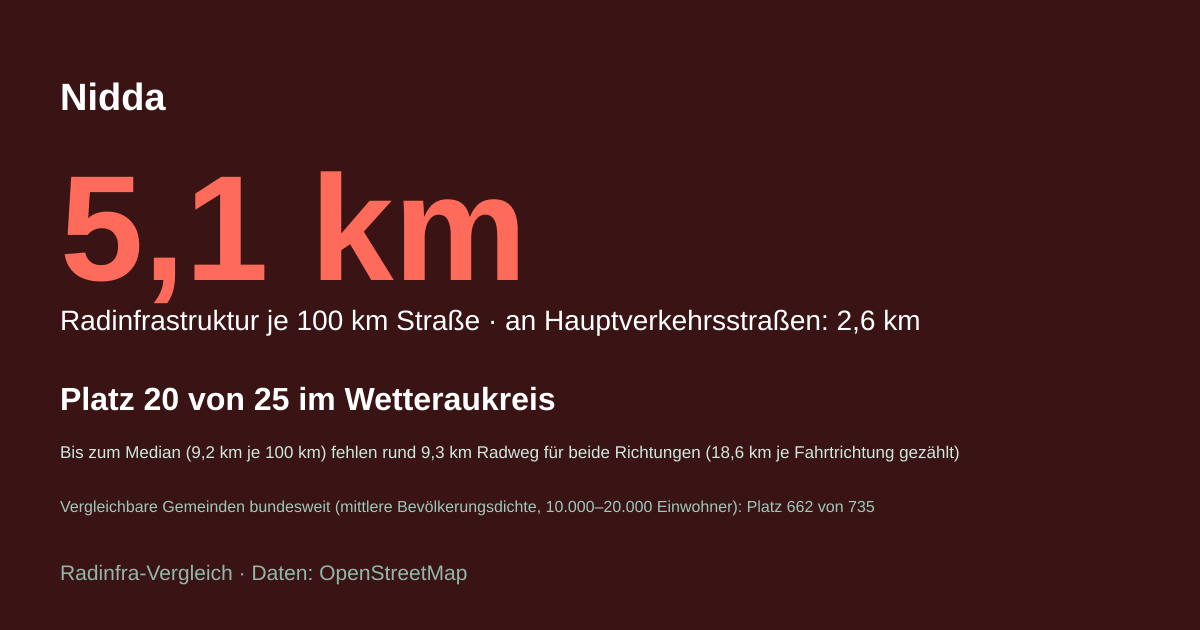 Nidda
5,1 km
Radinfrastruktur je 100 km Straße · an Hauptverkehrsstraßen: 2,6 km
Platz 20 von 25 im Wetteraukreis
Bis zum Median (9,2 km je 100 km) fehlen rund 9,3 km Radweg für beide Richtungen (18,6 km je Fahrtrichtung gezählt)
Vergleichbare Gemeinden bundesweit (mittlere Bevölkerungsdichte, 10.000–20.000 Einwohner): Platz 662 von 735
Radinfra-Vergleich · Daten: OpenStreetMap